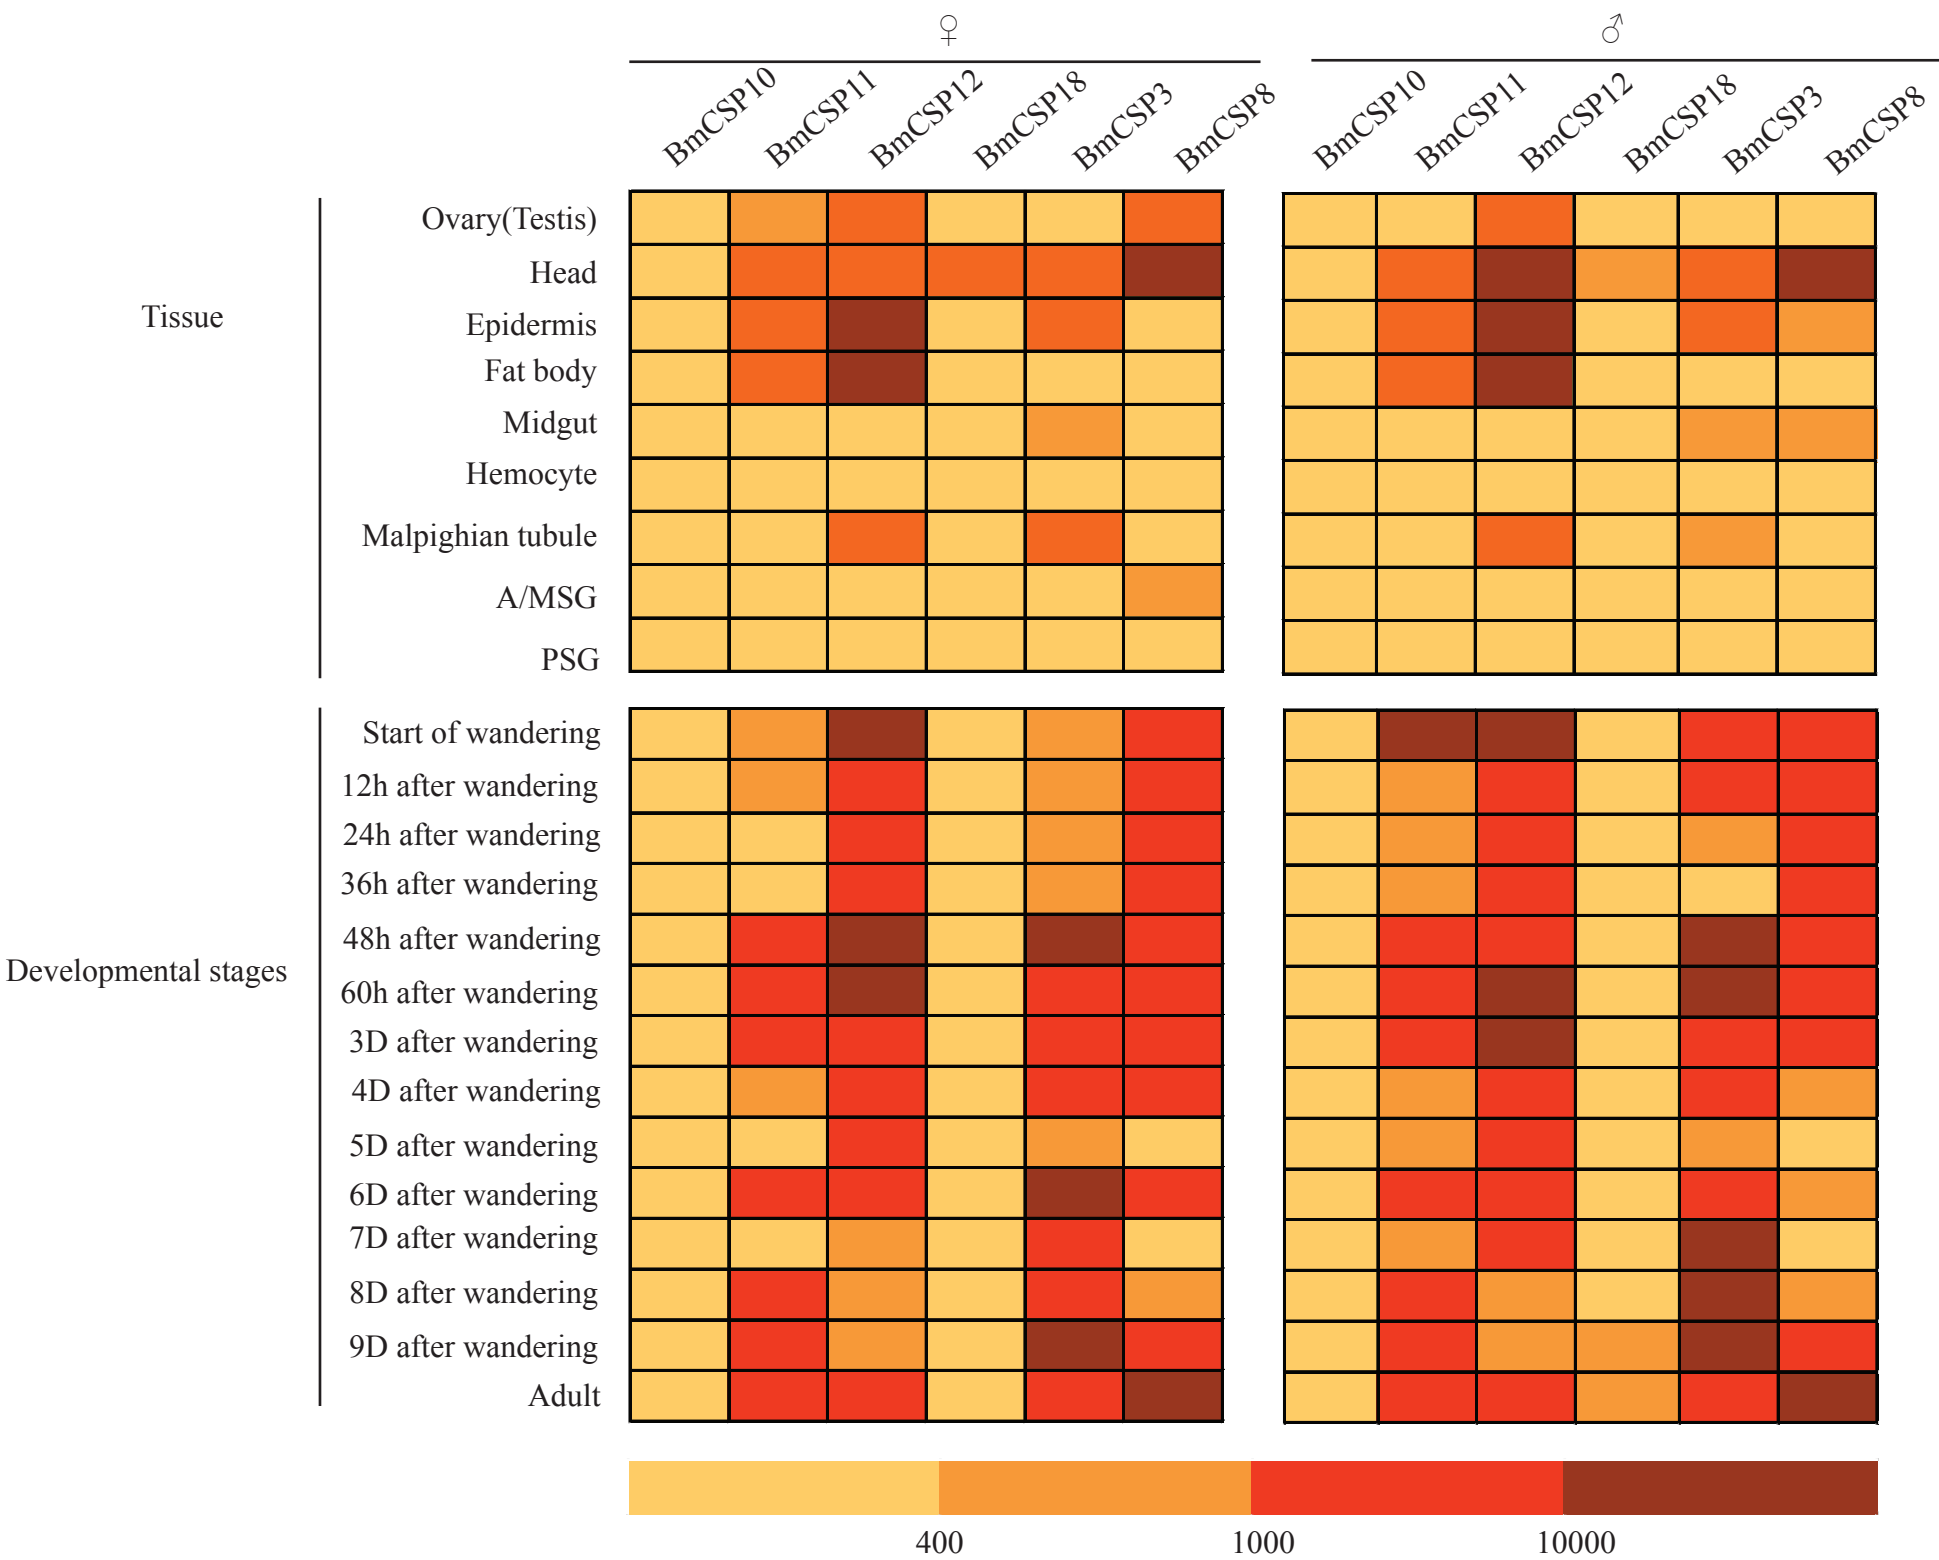 ♀ ♂
BmCSP10 BmCSP11 BmCSP12 BmCSP18 BmCSP3 BmCSP8 BmCSP10 BmCSP11 BmCSP12 BmCSP18 BmCSP3 BmCSP8
Tissue
Ovary(Testis)
Head
Epidermis
Fat body
Midgut
Hemocyte
Malpighian tubule
A/MSG
PSG
Developmental stages
Start of wandering
12h after wandering
24h after wandering
36h after wandering
48h after wandering
60h after wandering
3D after wandering
4D after wandering
5D after wandering
6D after wandering
7D after wandering
8D after wandering
9D after wandering
Adult
400 1000 10000